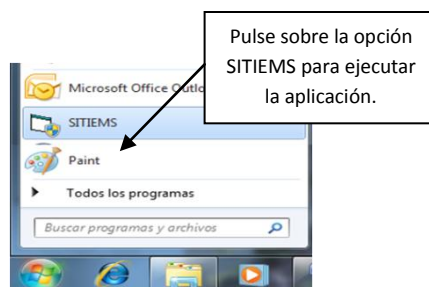 Pulse sobre la opción
SITIEMS para ejecutar
la aplicación.
Microsoft Office Outlo
SITIEMS
Paint
Todos los programas
Buscar programas y archivos